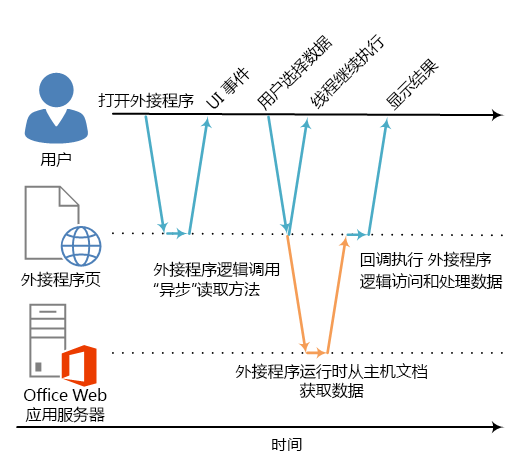 打开外接程序
UI 事件
用户选择数据
线程继续执行
显示结果
用户
外接程序页
外接程序逻辑调用
“异步”读取方法
回调执行 外接程序
逻辑访问和处理数据
Office Web
应用服务器
外接程序运行时从主机文档
获取数据
时间